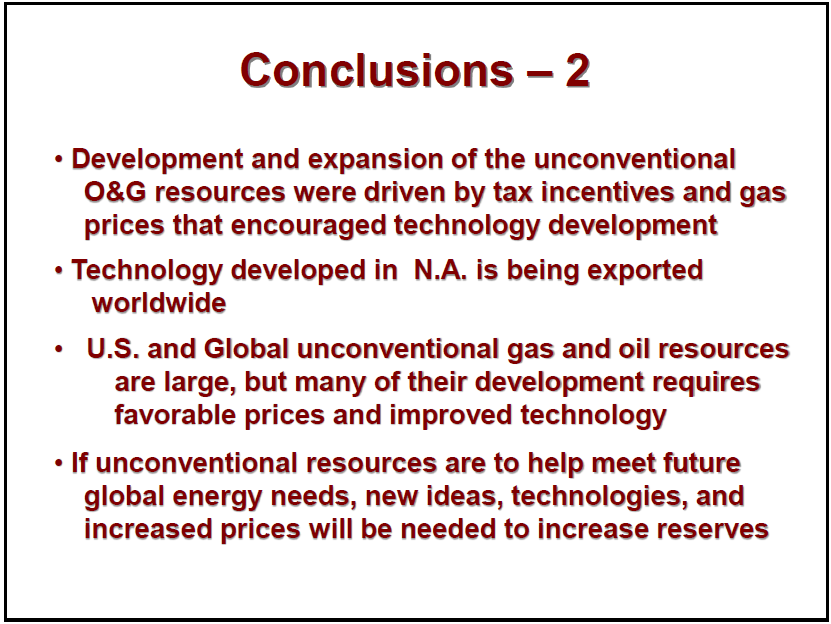 Conclusions – 2
• Development and expansion of the unconventional
O&G resources were driven by tax incentives and gas
prices that encouraged technology development
• Technology developed in  N.A. is being exported
worldwide
•   U.S. and Global unconventional gas and oil resources
are large, but many of their development requires
favorable prices and improved technology
• If unconventional resources are to help meet future
global energy needs, new ideas, technologies, and
increased prices will be needed to increase reserves